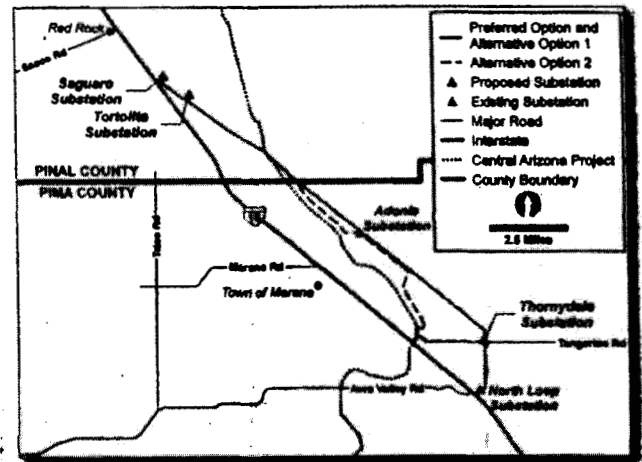 Red Rock
Sasco Rd
Saguaro
Substation
Tortolita
Substation
PINAL COUNTY
PIMA COUNTY
10
Marana Rd
Town of Marana
Adonis
Substation
Thornydale
Substation
Tangerine Rd
Avra Valley Rd
North Loop
Substation
Preferred Option and
Alternative Option 1
Alternative Option 2
Proposed Substation
Existing Substation
Major Road
Interstate
Central Arizona Project
County Boundary
2.5 Miles